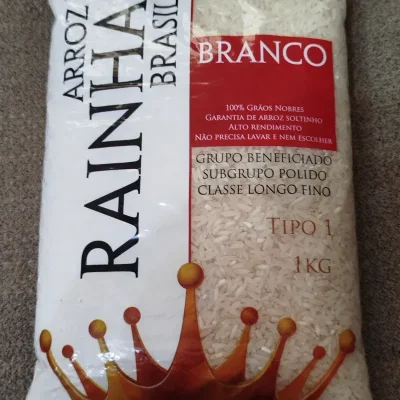 ARROZ
RAINHA
BRASIL
BRANCO
100% GRÃOS NOBRES
GARANTIA DE ARROZ SOLTINHO
ALTO RENDIMENTO
NÃO PRECISA LAVAR E NEM ESCOLHER
GRUPO BENEFICIADO
SUBGRUPO POLIDO
CLASSE LONGO FINO
TIPO 1
1KG